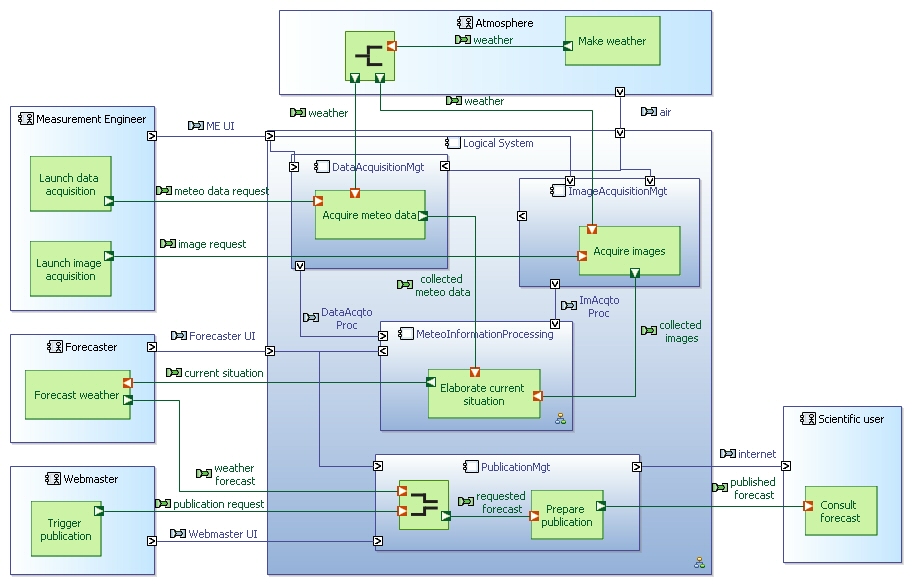 Atmosphere
weather
Make weather
weather
weather
air
Measurement Engineer
ME UI
Logical System
DataAcquisitionMgt
ImageAcquisitionMgt
Launch data
acquisition
meteo data request
Acquire meteo data
image request
Acquire images
Launch image
acquisition
collected
meteo data
DataAcqto
Proc
ImAcqto
Proc
collected
images
Forecaster UI
MeteoInformationProcessing
Forecaster
current situation
Forecast weather
Elaborate current
situation
Scientific user
internet
weather
forecast
PublicationMgt
published
forecast
Webmaster
publication request
requested
forecast
Prepare
publication
Consult
forecast
Trigger
publication
Webmaster UI